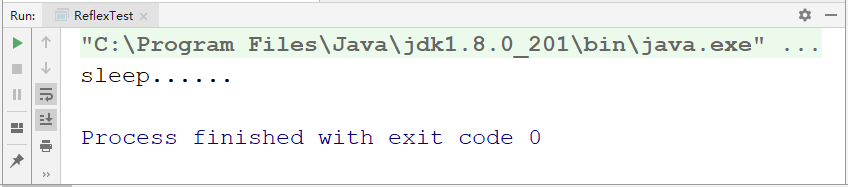 Run: ReflexTest
"C:\Program Files\Java\jdk1.8.0_201\bin\java.exe" ...
sleep......
Process finished with exit code 0